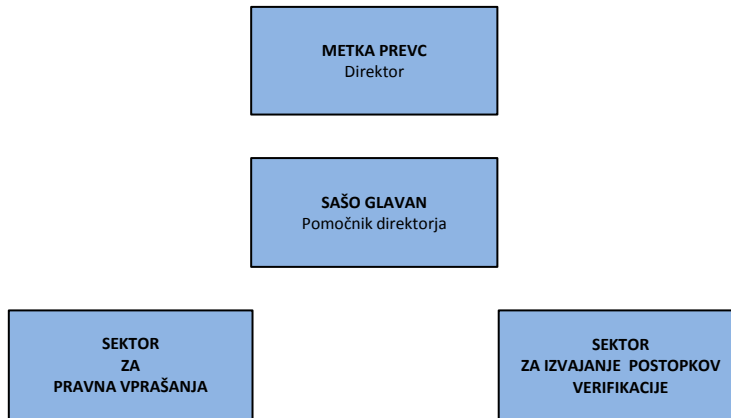 METKA PREVC
Direktor
SAŠO GLAVAN
Pomočnik direktorja
SEKTOR
ZA
PRAVNA VPRAŠANJA
SEKTOR
ZA IZVAJANJE POSTOPKOV
VERIFIKACIJE